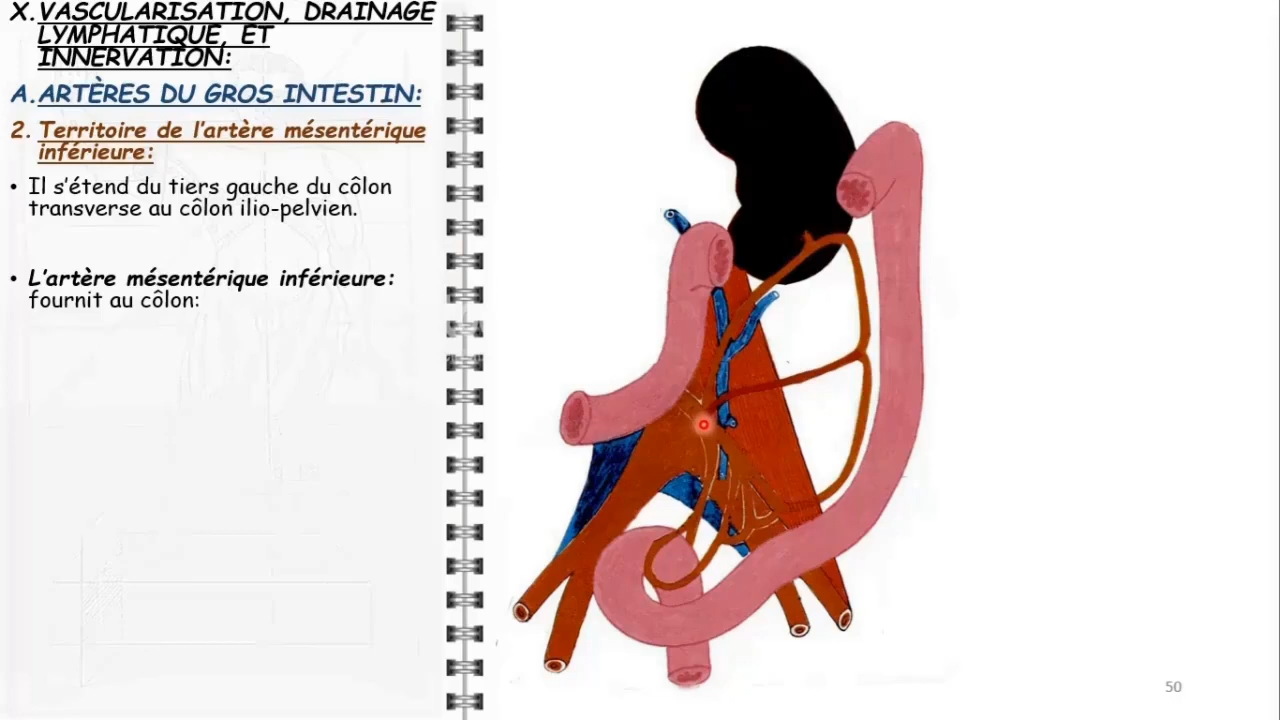 X. VASCULARISATION, DRAINAGE
LYMPHATIQUE, ET
INNERVATION:
A. ARTÈRES DU GROS INTESTIN:
2. Territoire de l'artère mésentérique
inférieure:
• Il s'étend du tiers gauche du côlon
transverse au côlon ilio-pelvien.
• L'artère mésentérique inférieure:
fournit au côlon:
50